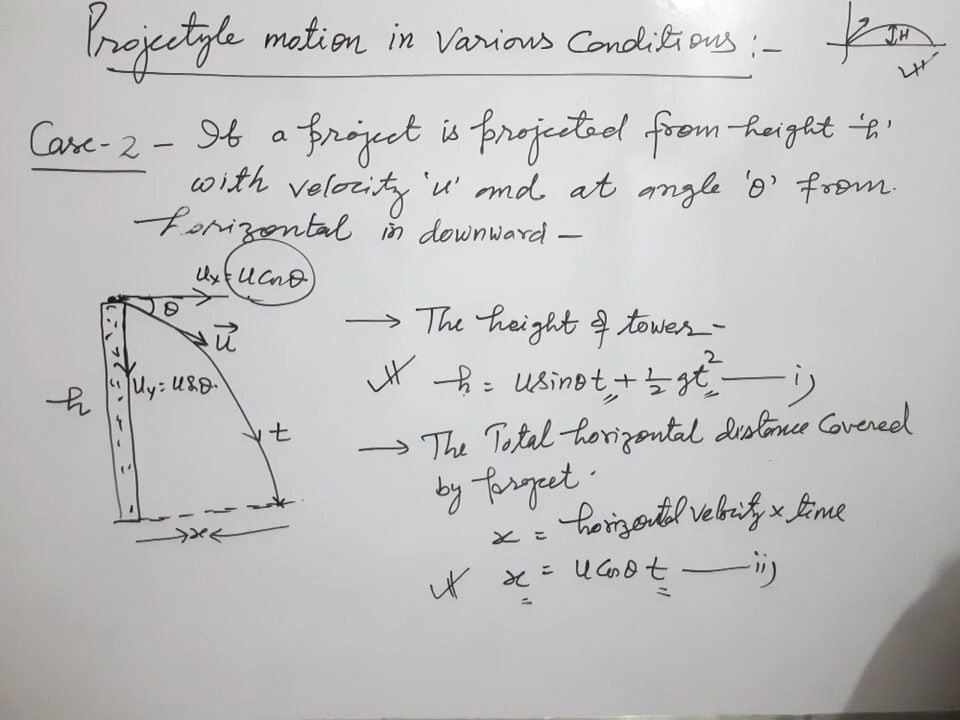 Projectyle motion in Various Conditions :-
H
Case-2 - If a project is projected from height 'h'
with velocity 'u' and at angle 'θ' from
horizontal in downward -
ux = u cos θ
θ
u⃗
uy = usθ.
h
t
x
→ The height of tower -
h = usinθt + ½ gt² — i)
→ The Total horizontal distance Covered
by project.
x = horizontal velocity × time
x = u cos θ t — ii)